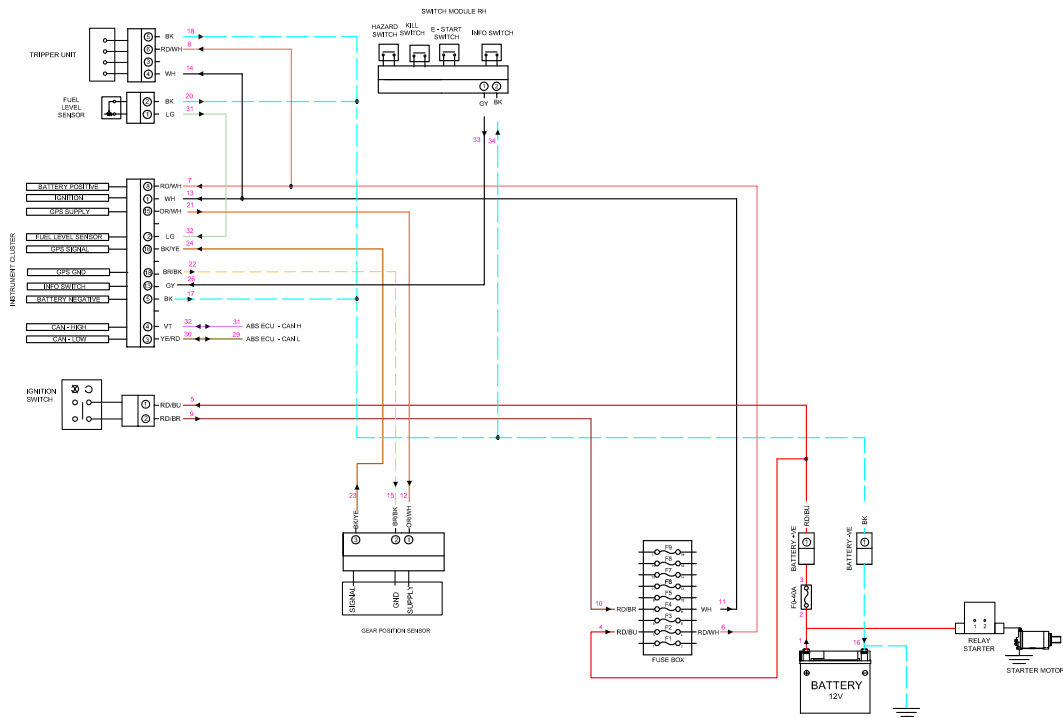 SWITCH MODULE RH
HAZARD SWITCH
KILL SWITCH
E - START SWITCH
INFO SWITCH
1 2
GY BK
33 34
TRIPPER UNIT
5 BK 18
6 RD/WH 8
3
4 WH 14
FUEL LEVEL SENSOR
2 BK 20
1 LG 31
INSTRUMENT CLUSTER
BATTERY POSITIVE 8 RD/WH 7
IGNITION 1 WH 13
GPS SUPPLY 15 OR/WH 21
FUEL LEVEL SENSOR 2 LG 32
GPS SIGNAL 16 BK/YE 24
GPS GND 18 BR/BK 22
INFO SWITCH 13 GY 26
BATTERY NEGATIVE 5 BK 17
CAN - HIGH 4 VT 32 31 ABS ECU - CAN H
CAN - LOW 3 YE/RD 30 29 ABS ECU - CAN L
IGNITION SWITCH
1 RD/BU 5
2 RD/BR 9
23 15 12
BK/YE BR/BK OR/WH
3 2 1
SIGNAL GND SUPPLY
GEAR POSITION SENSOR
F9
F8
F7
F6
F5
10 RD/BR F4 WH 11
F3
4 RD/BU F2 RD/WH 6
F1
FUSE BOX
RD/BU BK
BATTERY +VE 1
BATTERY -VE 1
3
F0-40A
2
1 16
BATTERY
12V
1 2
RELAY STARTER
STARTER MOTOR